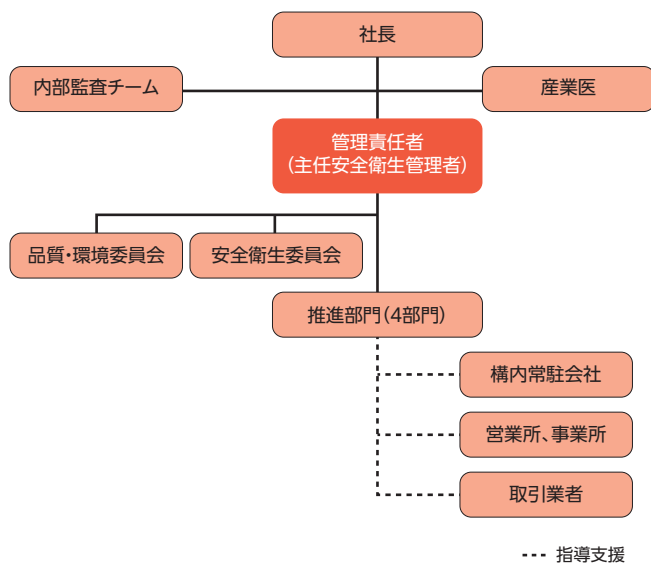 社長
内部監査チーム
産業医
管理責任者
(主任安全衛生管理者)
品質・環境委員会
安全衛生委員会
推進部門(4部門)
構内常駐会社
営業所、事業所
取引業者
指導支援